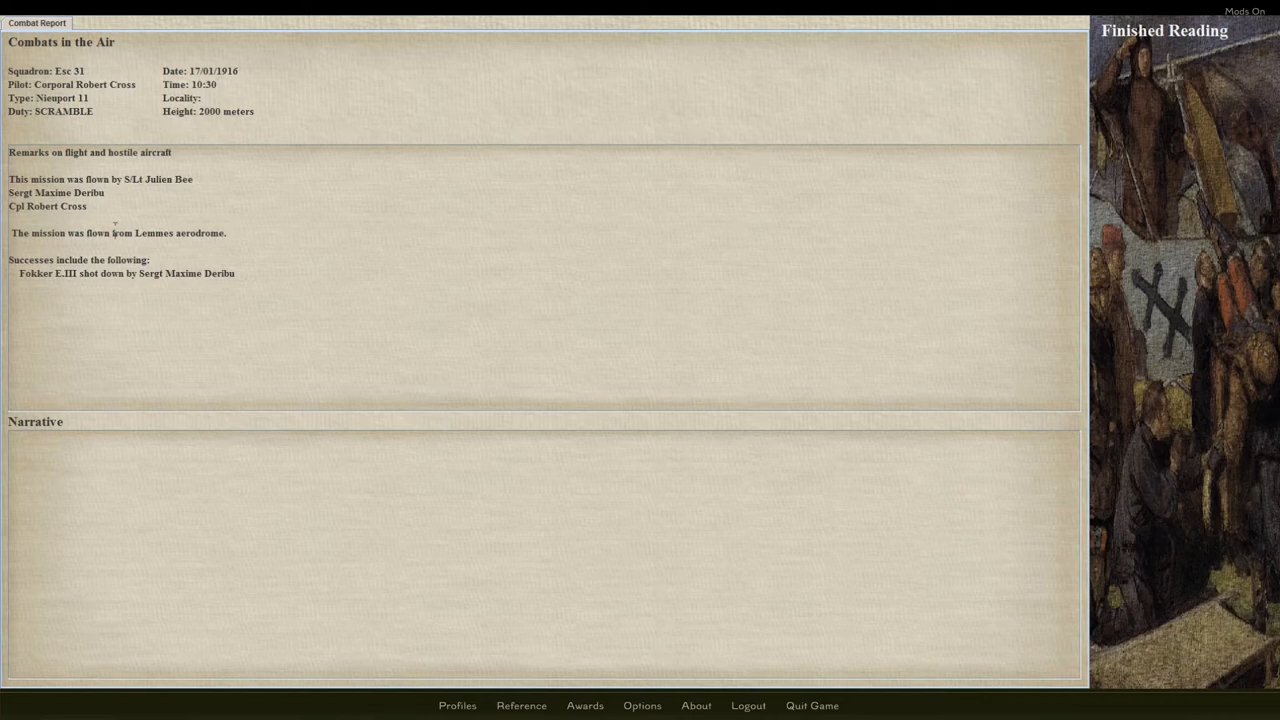 Mods On
Combat Report
Finished Reading
Combats in the Air
Squadron: Esc 31 Date: 17/01/1916
Pilot: Corporal Robert Cross Time: 10:30
Type: Nieuport 11 Locality:
Duty: SCRAMBLE Height: 2000 meters
Remarks on flight and hostile aircraft
This mission was flown by S/Lt Julien Bee
Sergt Maxime Deribu
Cpl Robert Cross
The mission was flown from Lemmes aerodrome.
Successes include the following:
Fokker E.III shot down by Sergt Maxime Deribu
Narrative
Profiles Reference Awards Options About Logout Quit Game